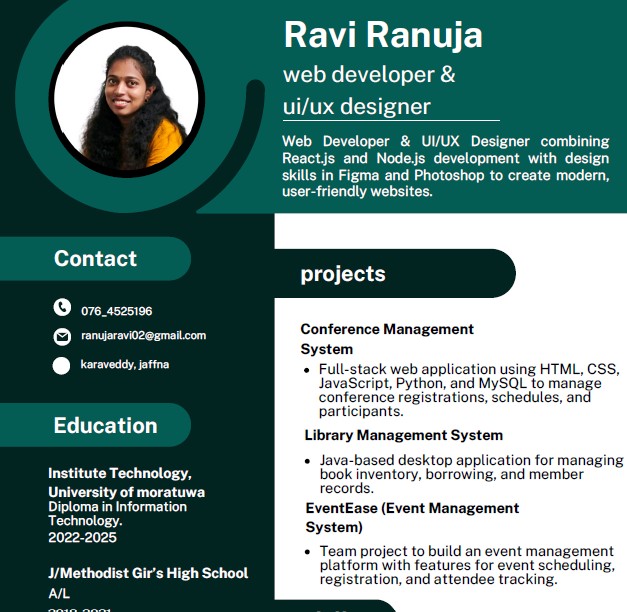 Ravi Ranuja
web developer &
ui/ux designer
Web Developer & UI/UX Designer combining
React.js and Node.js development with design
skills in Figma and Photoshop to create modern,
user-friendly websites.
Contact
076_4525196
ranujaravi02@gmail.com
karaveddy, jaffna
Education
Institute Technology,
University of moratuwa
Diploma in Information
Technology.
2022-2025
J/Methodist Gir's High School
A/L
projects
Conference Management
System
• Full-stack web application using HTML, CSS,
JavaScript, Python, and MySQL to manage
conference registrations, schedules, and
participants.
Library Management System
• Java-based desktop application for managing
book inventory, borrowing, and member
records.
EventEase (Event Management
System)
• Team project to build an event management
platform with features for event scheduling,
registration, and attendee tracking.